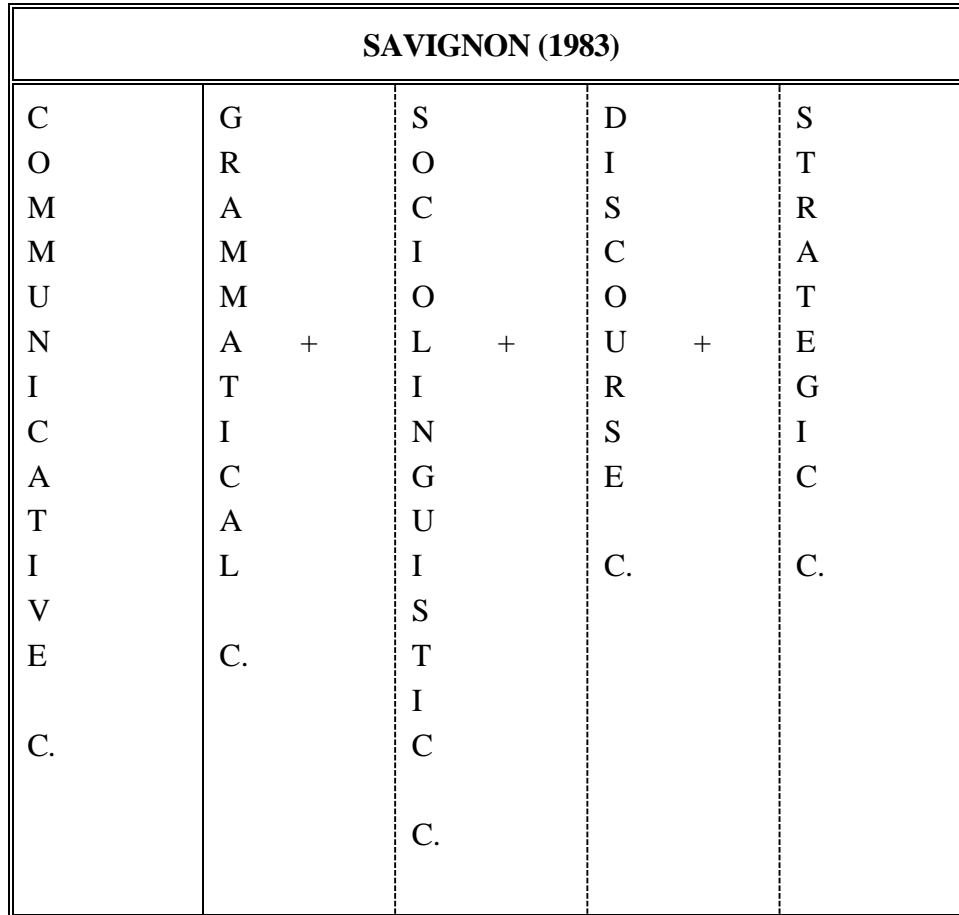 SAVIGNON (1983)
COMMUNICATIVE C.
GRAMMATICAL C.
+
SOCIOLINGUISTIC C.
+
DISCOURSE C.
+
STRATEGIC C.